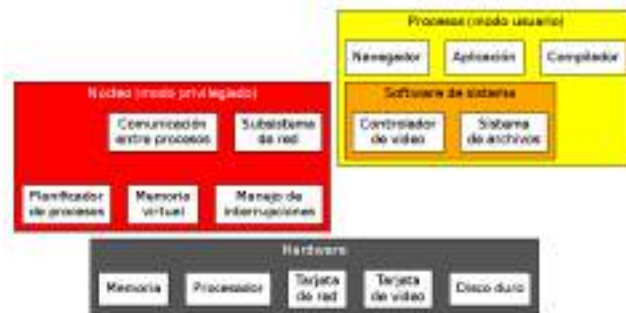 Procesos (modo usuario)
Navegador
Aplicación
Compilador
Núcleo (modo privilegiado)
Software de sistema
Comunicación
entre procesos
Subsistema
de red
Controlador
de video
Sistema
de archivos
Planificador
de procesos
Memoria
virtual
Manejo de
interrupciones
Hardware
Memoria
Procesador
Tarjeta
de red
Tarjeta
de video
Disco duro